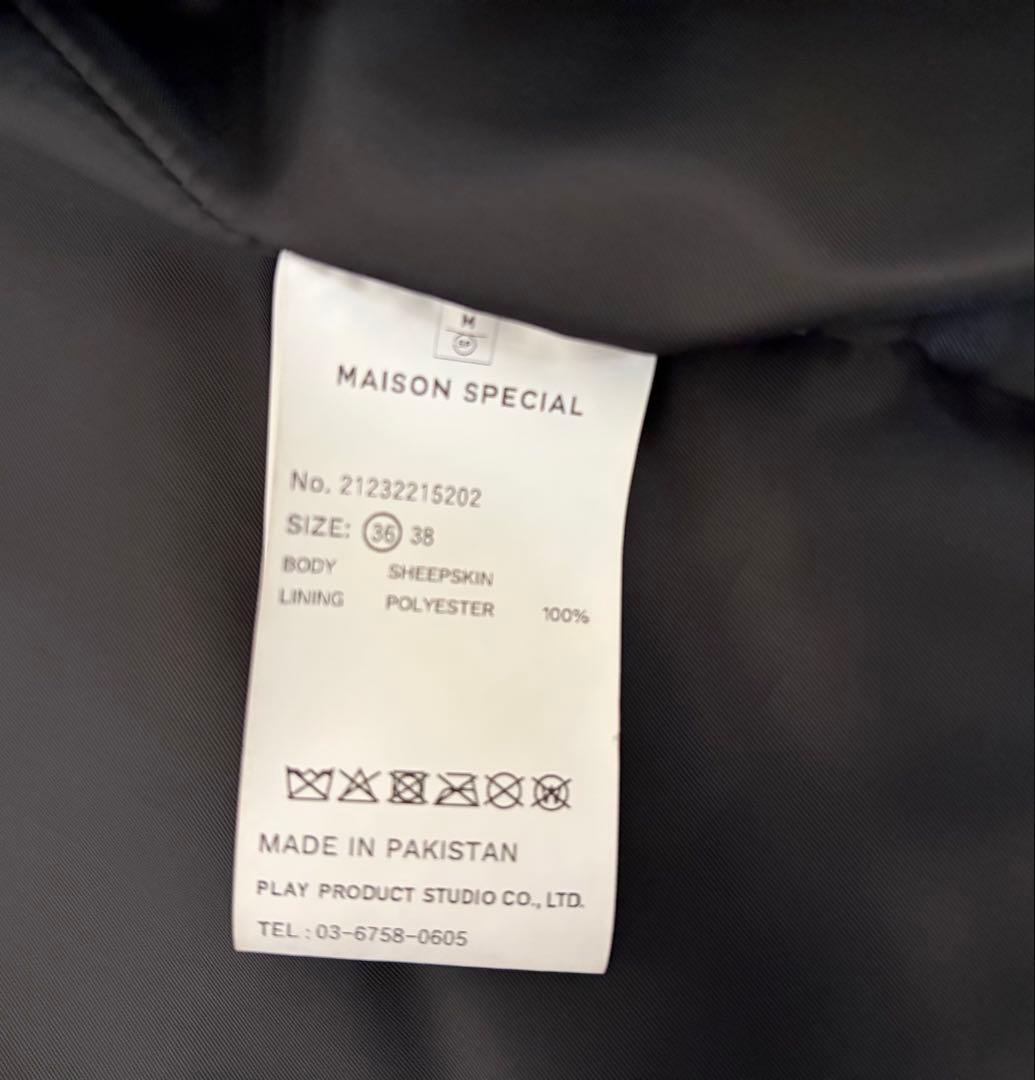 M
MAISON SPECIAL
No. 21232215202
SIZE: 36 38
BODY SHEEPSKIN
LINING POLYESTER 100%
MADE IN PAKISTAN
PLAY PRODUCT STUDIO CO., LTD.
TEL : 03-6758-0605